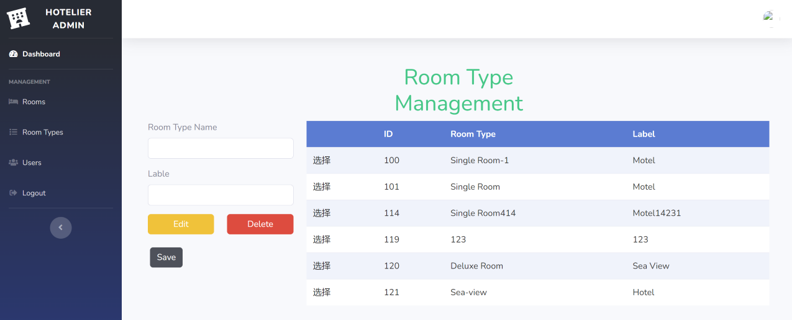 HOTELIER
ADMIN
Dashboard
MANAGEMENT
Rooms
Room Types
Users
Logout
Room Type
Management
Room Type Name
Lable
Edit Delete
Save
ID Room Type Label
选择 100 Single Room-1 Motel
选择 101 Single Room Motel
选择 114 Single Room414 Motel14231
选择 119 123 123
选择 120 Deluxe Room Sea View
选择 121 Sea-view Hotel